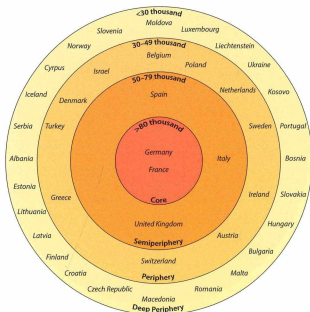 <30 thousand
Moldova
Slovenia
Luxembourg
Norway
30–49 thousand
Liechtenstein
Belgium
Cyrpus
Israel
Poland
Ukraine
50–79 thousand
Iceland
Denmark
Spain
Netherlands
Kosovo
>80 thousand
Serbia
Turkey
Sweden
Portugal
Germany
Albania
Italy
Bosnia
France
Estonia
Greece
Core
Ireland
Slovakia
Lithuania
United Kingdom
Hungary
Latvia
Semiperiphery
Austria
Finland
Switzerland
Bulgaria
Croatia
Periphery
Malta
Czech Republic
Romania
Macedonia
Deep Periphery